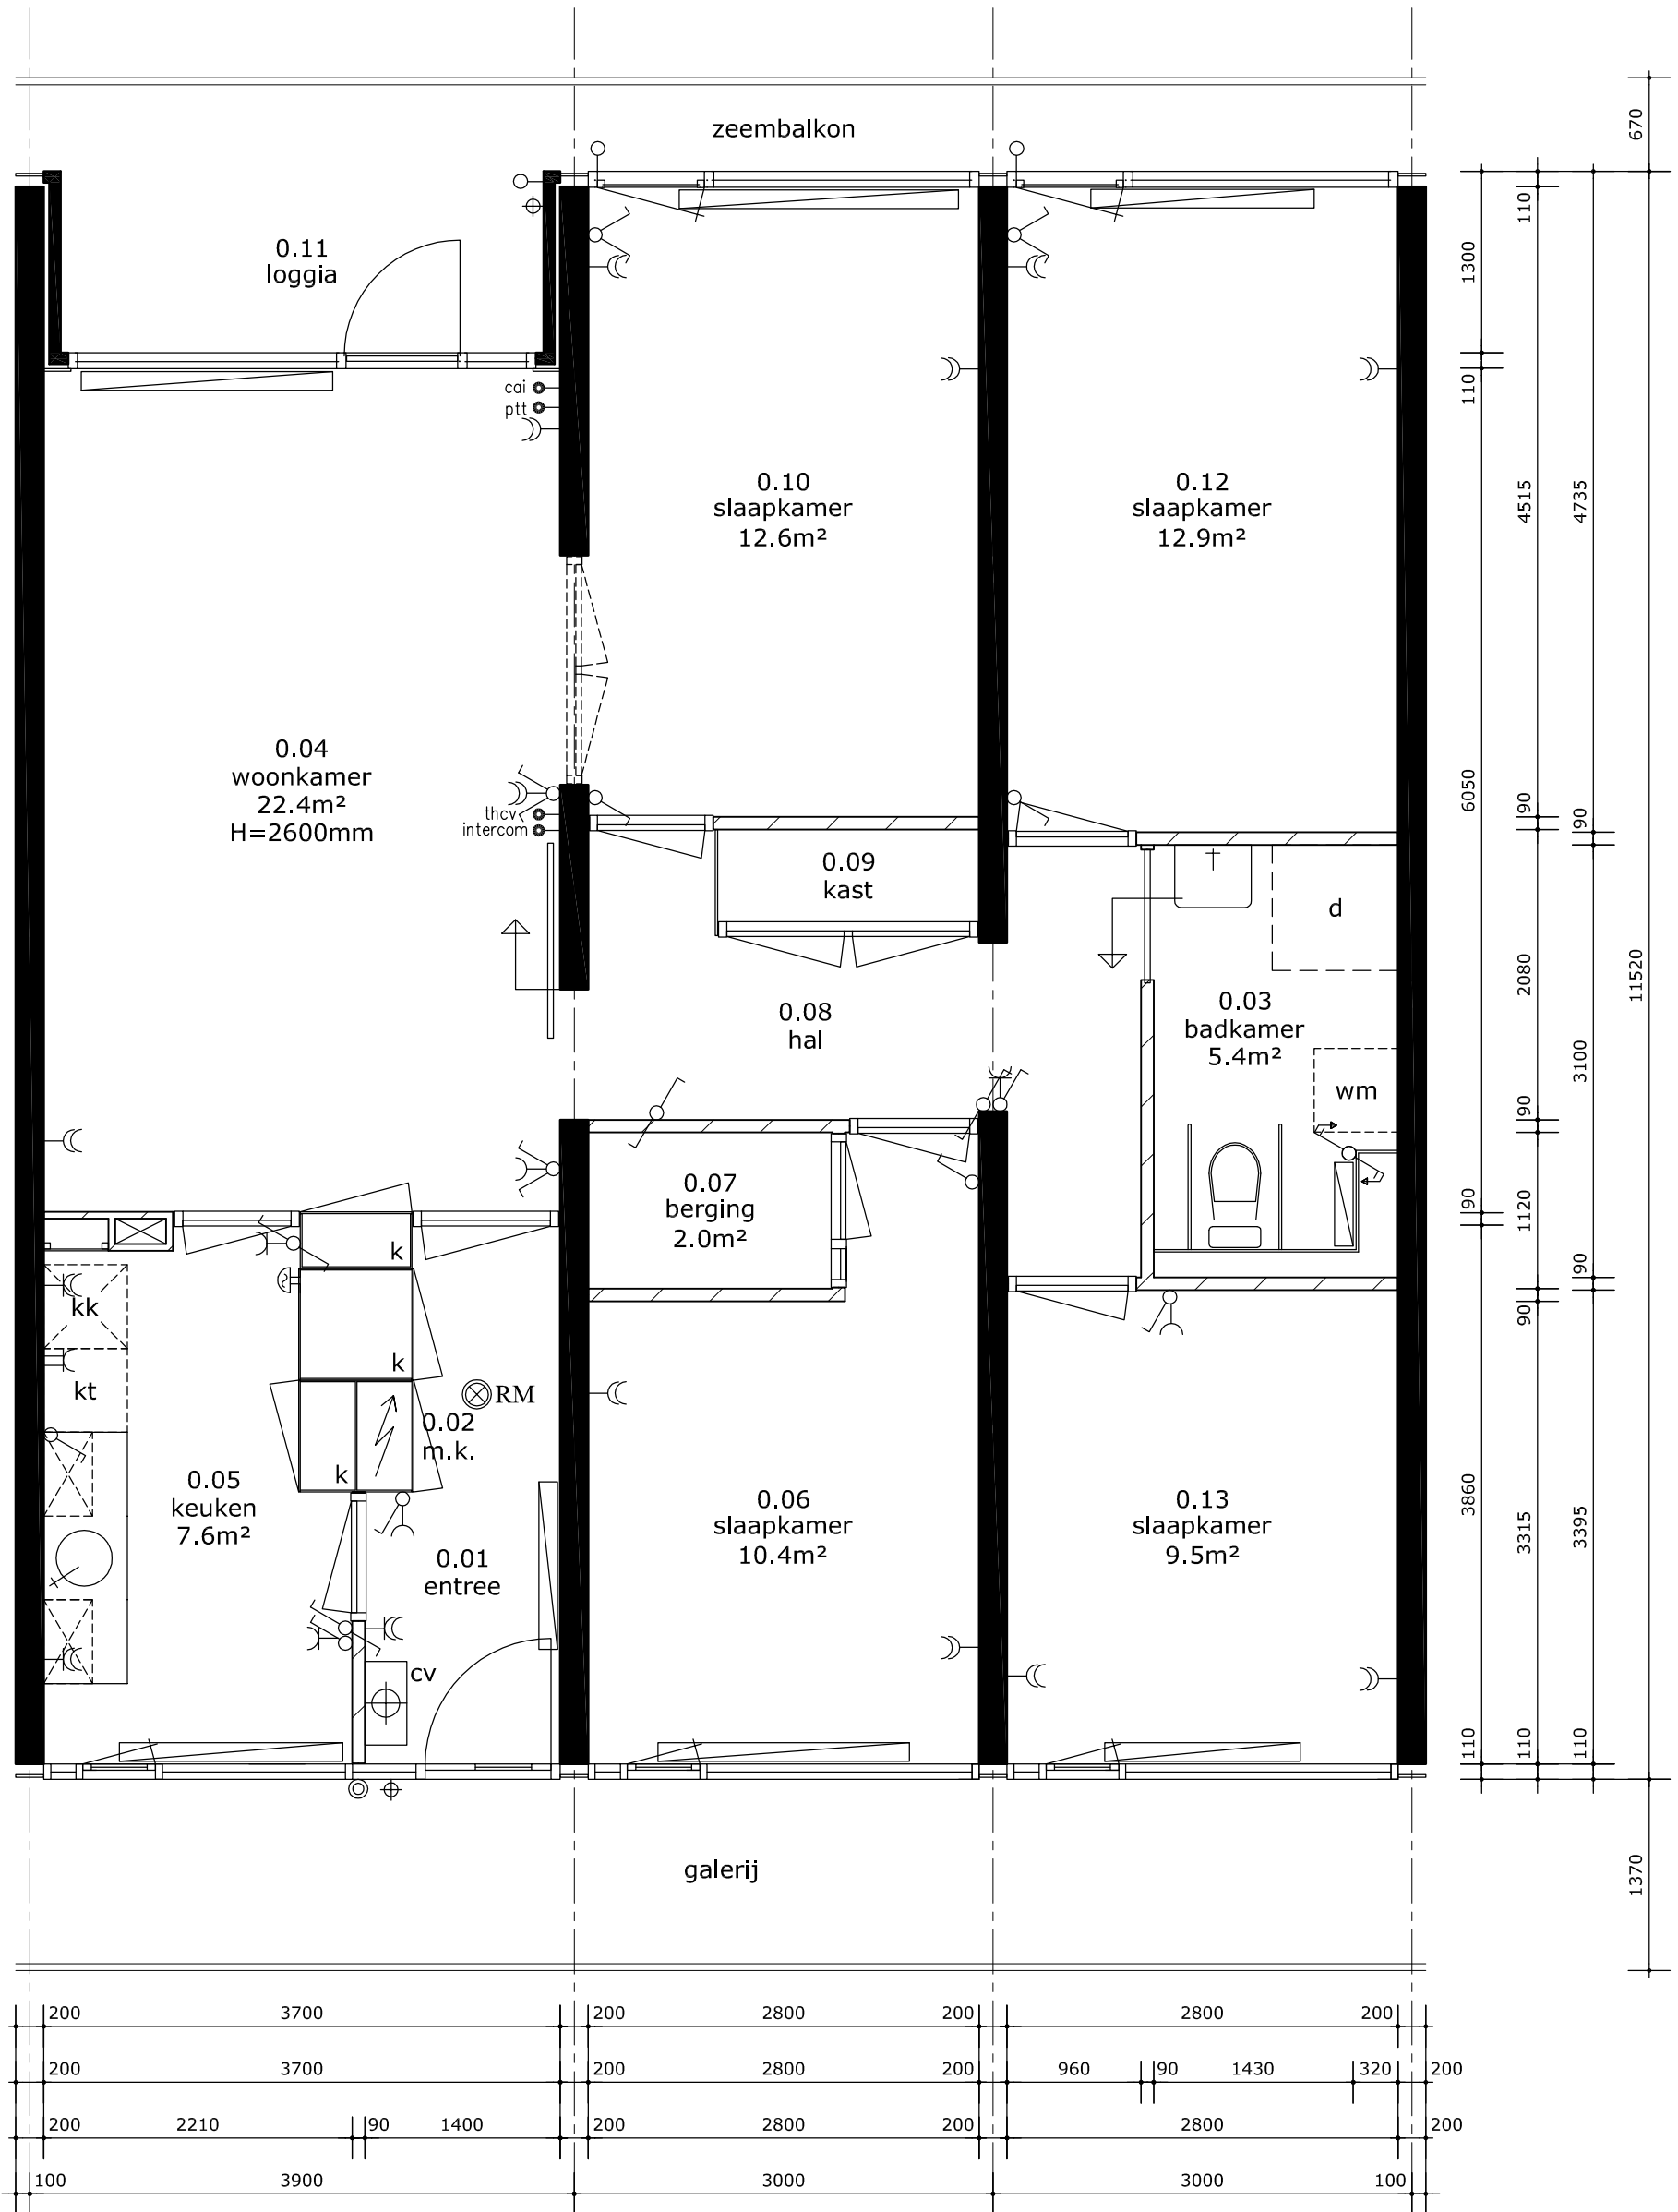 zeembalkon
0.11
loggia
cai
ptt
0.10
slaapkamer
12.6m²
0.12
slaapkamer
12.9m²
0.04
woonkamer
22.4m²
H=2600mm
thcv
intercom
0.09
kast
d
0.08
hal
0.03
badkamer
5.4m²
wm
0.07
berging
2.0m²
k
kk
k
kt
RM
0.02
m.k.
k
0.05
keuken
7.6m²
0.01
entree
cv
0.06
slaapkamer
10.4m²
0.13
slaapkamer
9.5m²
galerij
110
1300
110
6050
90
3860
110
110
4515
90
2080
90
1120
90
3315
110
4735
90
3100
90
3395
110
670
11520
1370
200 3700 200 2800 200 2800 200
200 3700 200 2800 200 960 90 1430 320 200
200 2210 90 1400 200 2800 200 2800 200
100 3900 3000 3000 100